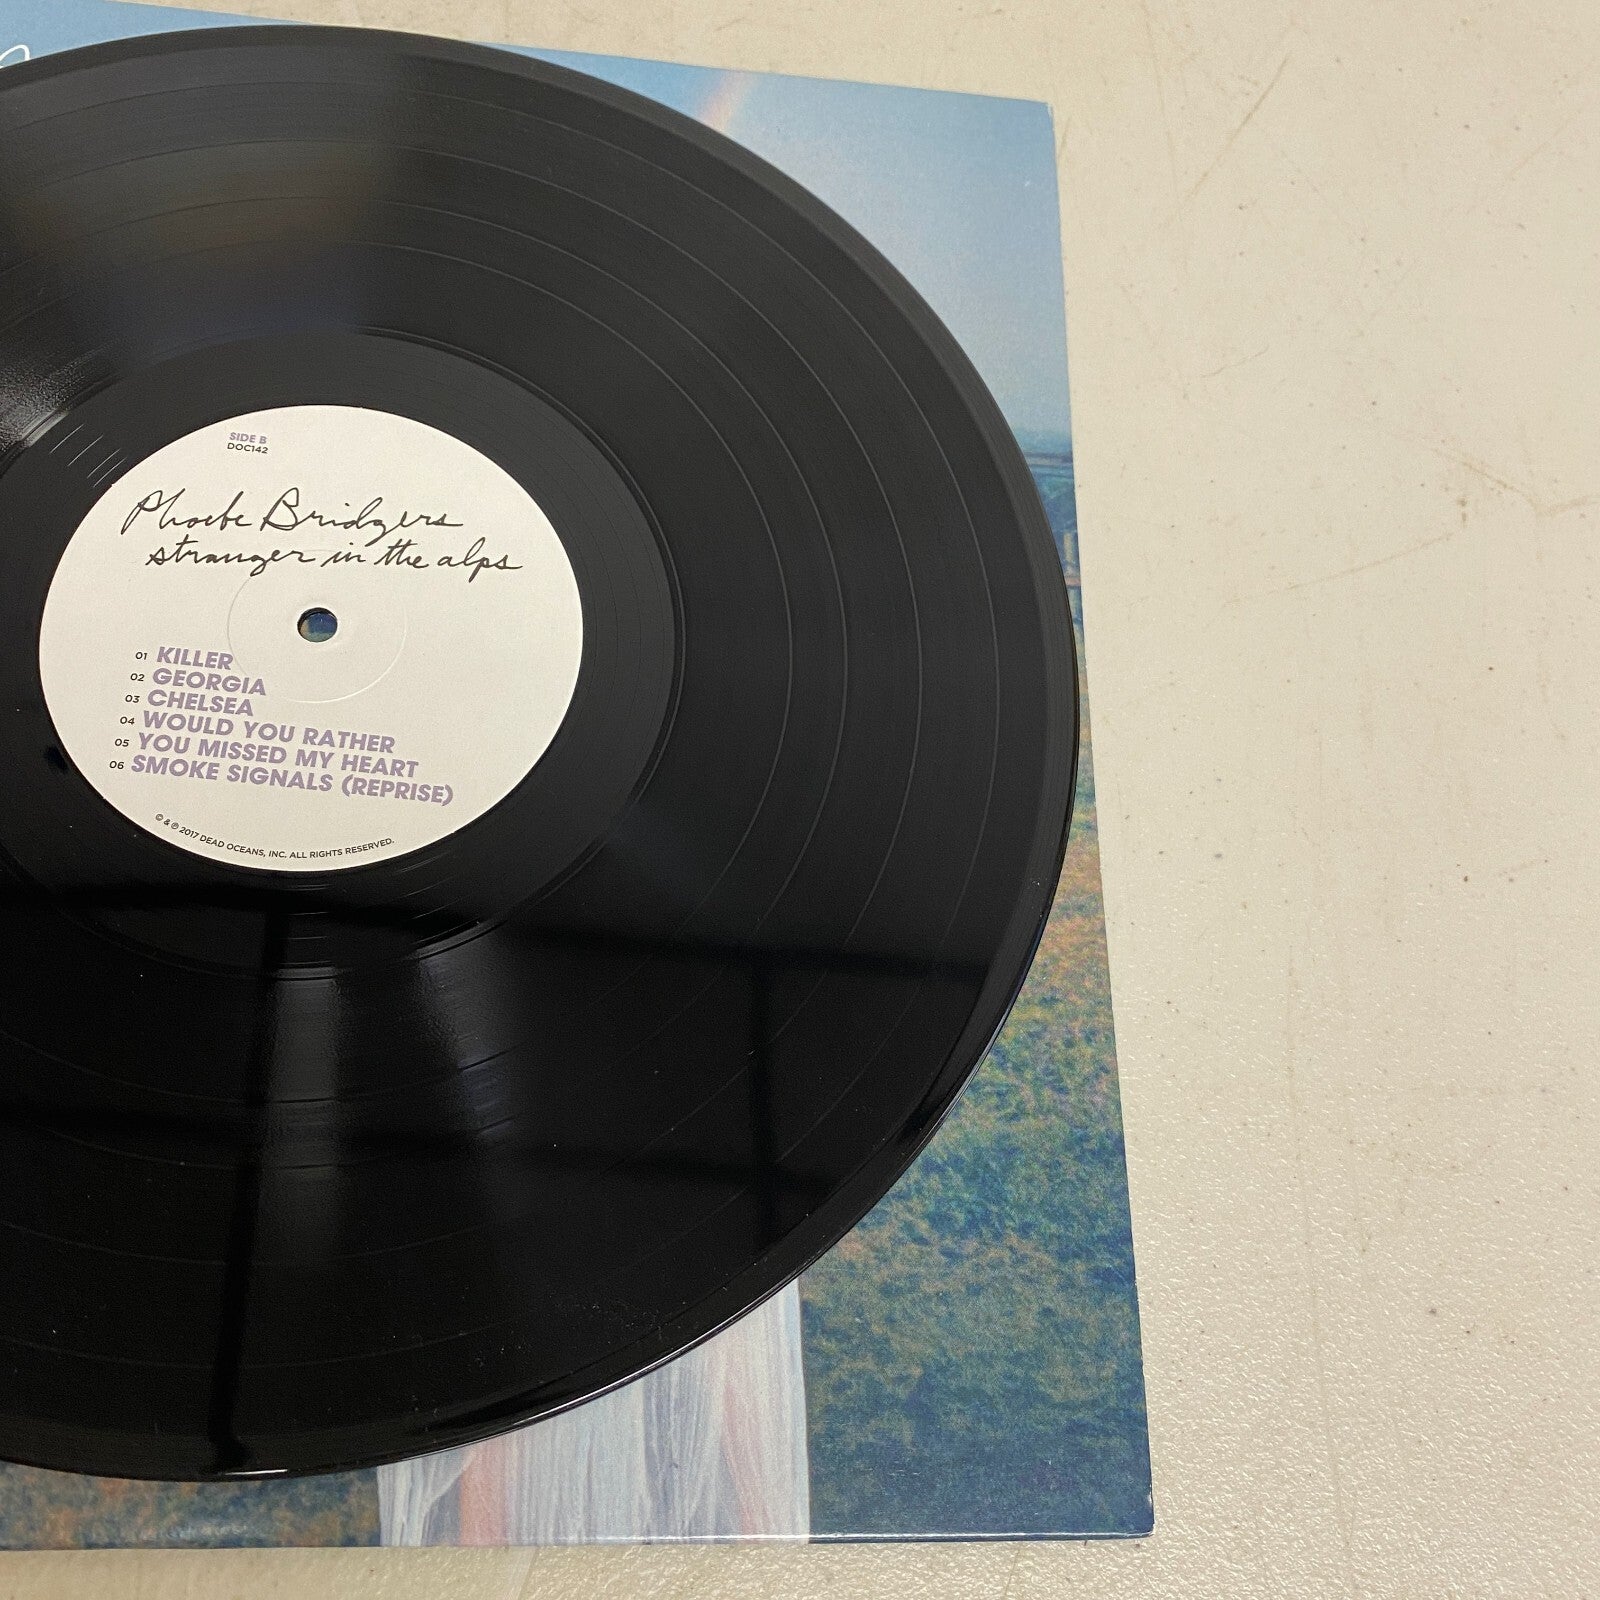 SIDE B
DOC142
Phoebe Bridgers
stranger in the alps
01 KILLER
02 GEORGIA
03 CHELSEA
04 WOULD YOU RATHER
05 YOU MISSED MY HEART
06 SMOKE SIGNALS (REPRISE)
© & ℗ 2017 DEAD OCEANS, INC. ALL RIGHTS RESERVED.